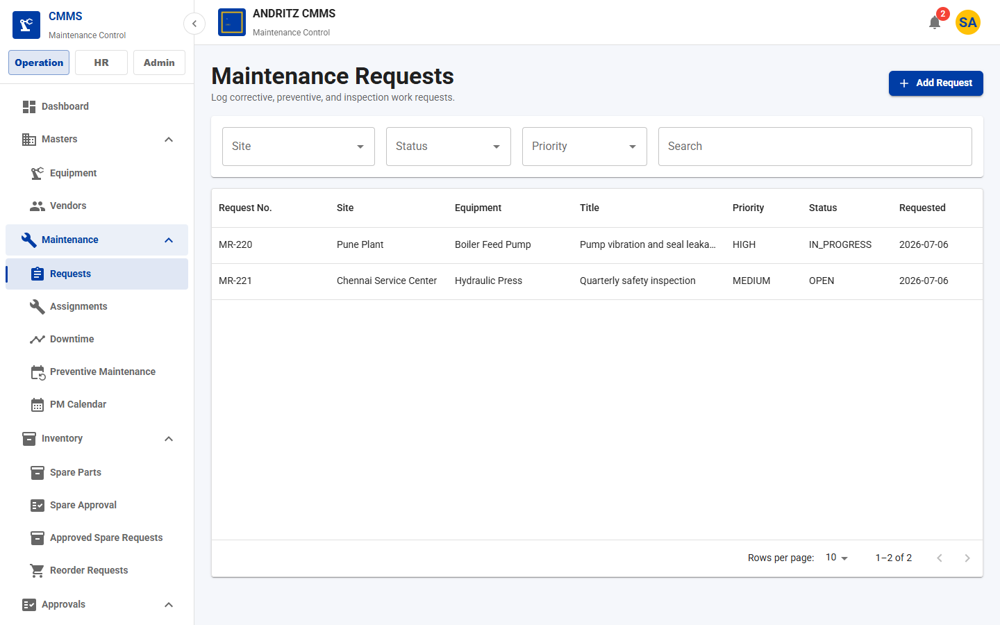 CMMS
Maintenance Control
Operation HR Admin
Dashboard
Masters
Equipment
Vendors
Maintenance
Requests
Assignments
Downtime
Preventive Maintenance
PM Calendar
Inventory
Spare Parts
Spare Approval
Approved Spare Requests
Reorder Requests
Approvals
ANDRITZ CMMS
Maintenance Control
2
SA
Maintenance Requests
Log corrective, preventive, and inspection work requests.
Add Request
Site Status Priority Search
Request No. Site Equipment Title Priority Status Requested
MR-220 Pune Plant Boiler Feed Pump Pump vibration and seal leaka... HIGH IN_PROGRESS 2026-07-06
MR-221 Chennai Service Center Hydraulic Press Quarterly safety inspection MEDIUM OPEN 2026-07-06
Rows per page: 10 1–2 of 2